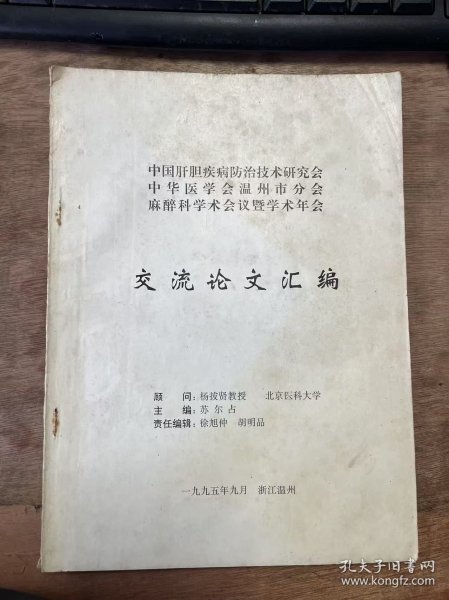 中国肝胆疾病防治技术研究会
中华医学会温州市分会
麻醉科学术会议暨学术年会
交流论文汇编
顾 问：杨拔贤教授 北京医科大学
主 编：苏尔占
责任编辑：徐旭仲 胡明品
一九九五年九月 浙江温州
孔夫子旧书网
www.kongfz.com